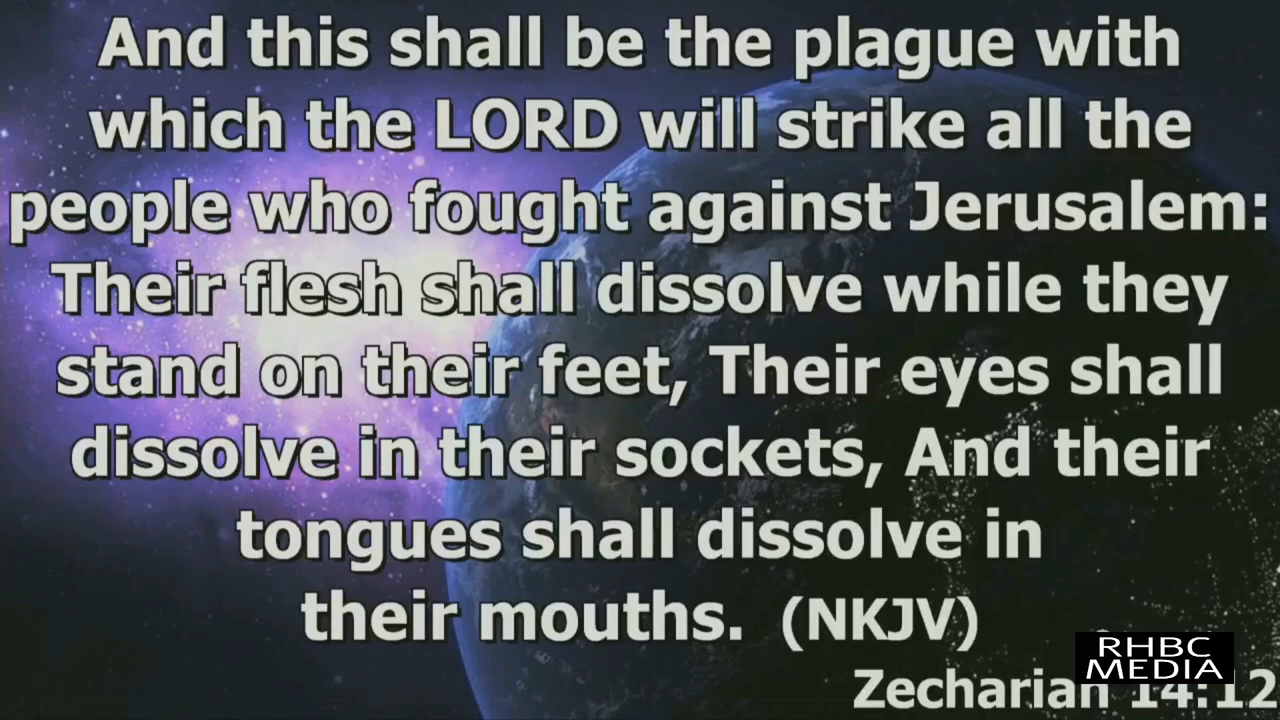 And this shall be the plague with
which the LORD will strike all the
people who fought against Jerusalem:
Their flesh shall dissolve while they
stand on their feet, Their eyes shall
dissolve in their sockets, And their
tongues shall dissolve in
their mouths. (NKJV)
RHBC
MEDIA
Zechariah 14:12